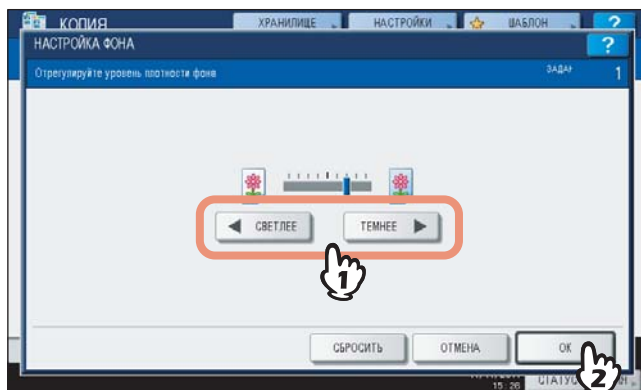 КОПИЯ ХРАНИЛИЩЕ НАСТРОЙКИ ШАБЛОН ?
НАСТРОЙКА ФОНА ?
Отрегулируйте уровень плотности фона 1
СВЕТЛЕЕ ТЕМНЕЕ
1
СБРОСИТЬ ОТМЕНА ОК
2
15:26